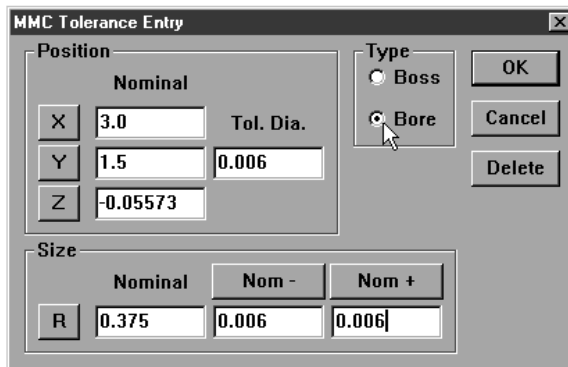 MMC Tolerance Entry
Position
Nominal
X 3.0 Tol. Dia.
Y 1.5 0.006
Z -0.05573
Type
Boss
Bore
OK
Cancel
Delete
Size
Nominal Nom - Nom +
R 0.375 0.006 0.006